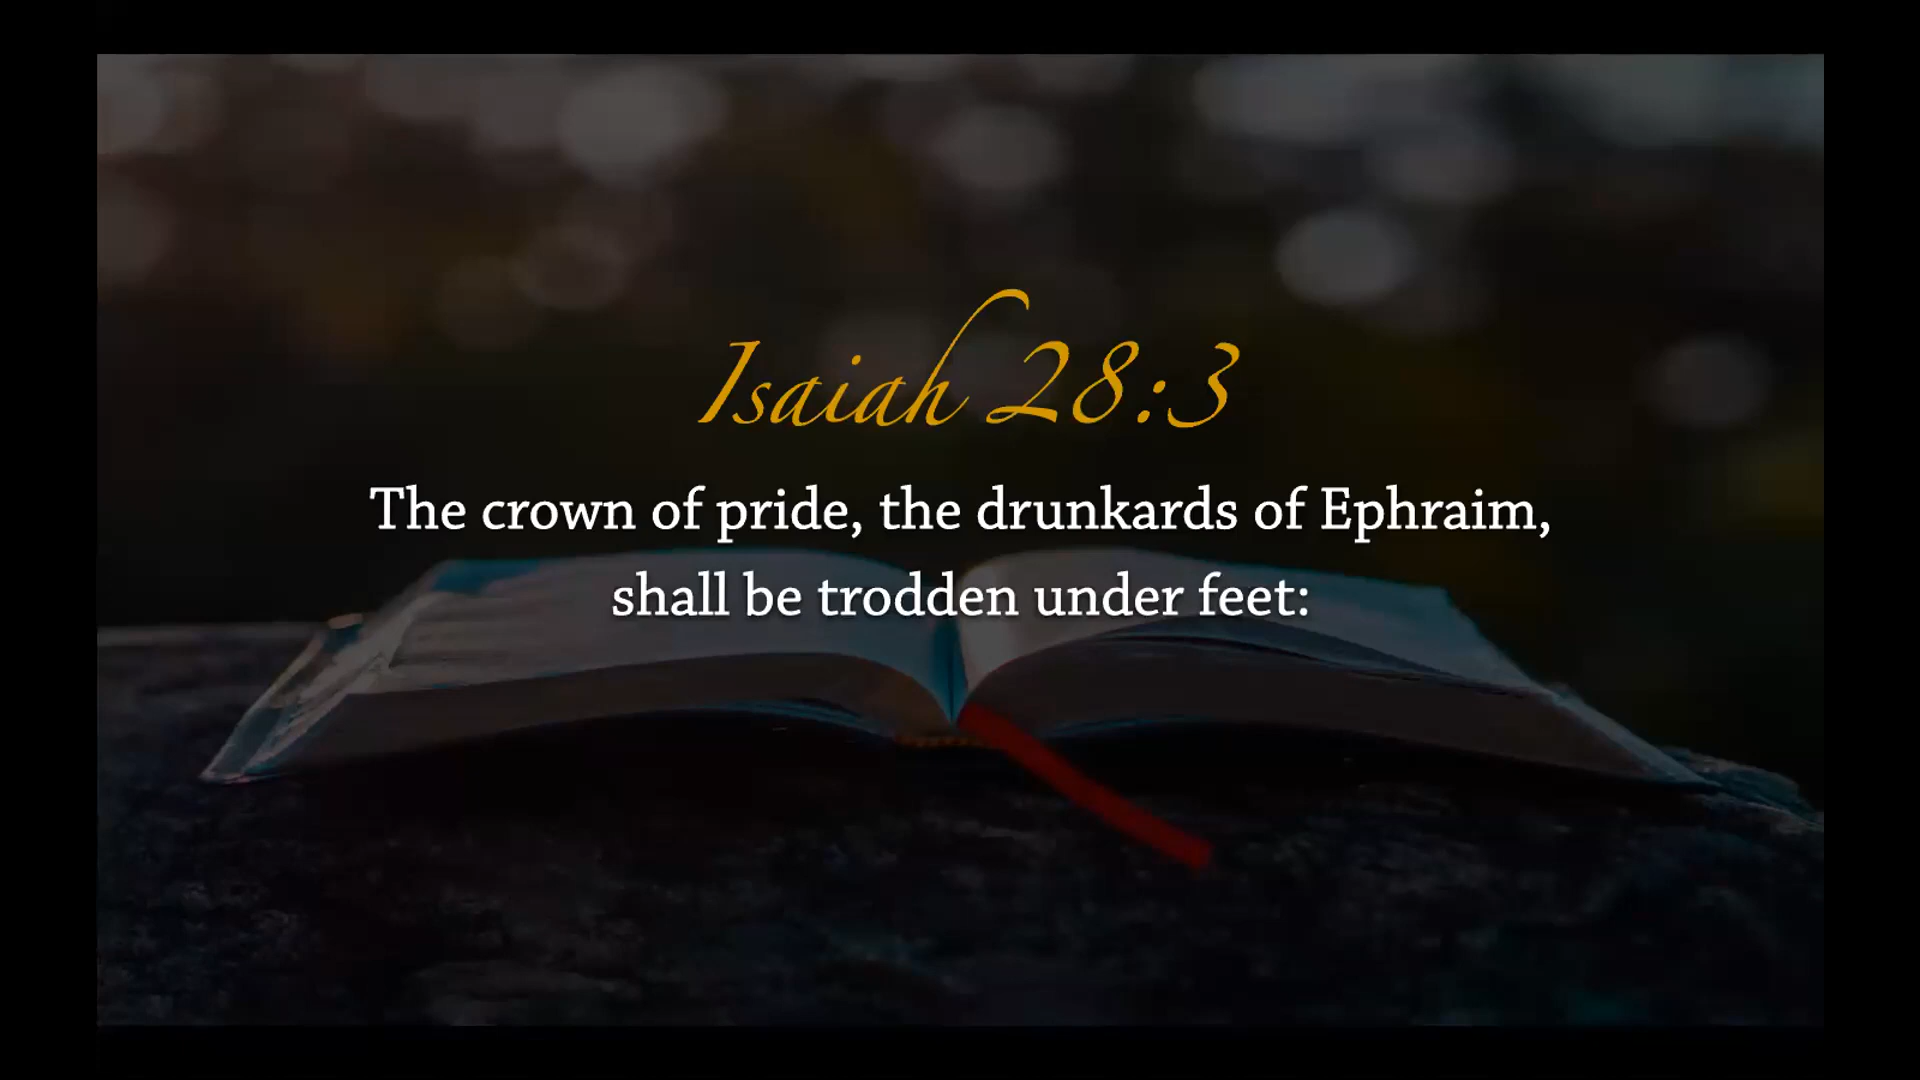 Isaiah 28:3
The crown of pride, the drunkards of Ephraim,
shall be trodden under feet: